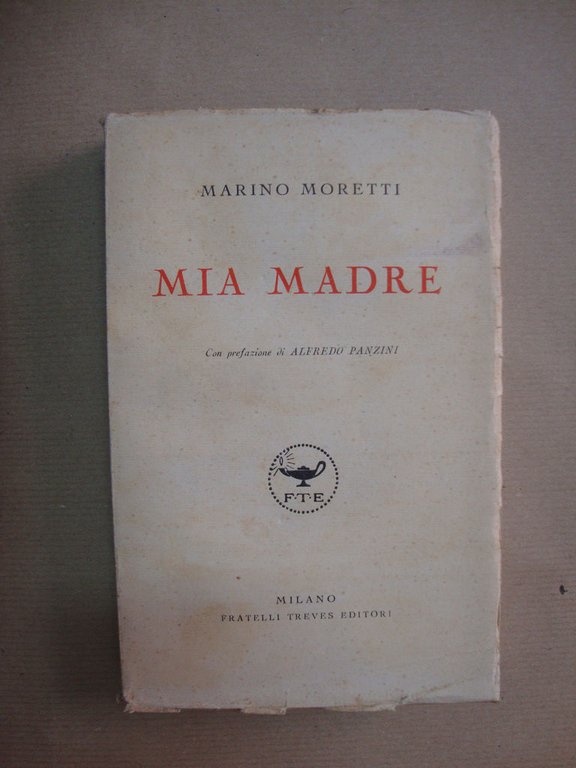 MARINO MORETTI
MIA MADRE
Con prefazione di ALFREDO PANZINI
F·T·E
MILANO
FRATELLI TREVES EDITORI